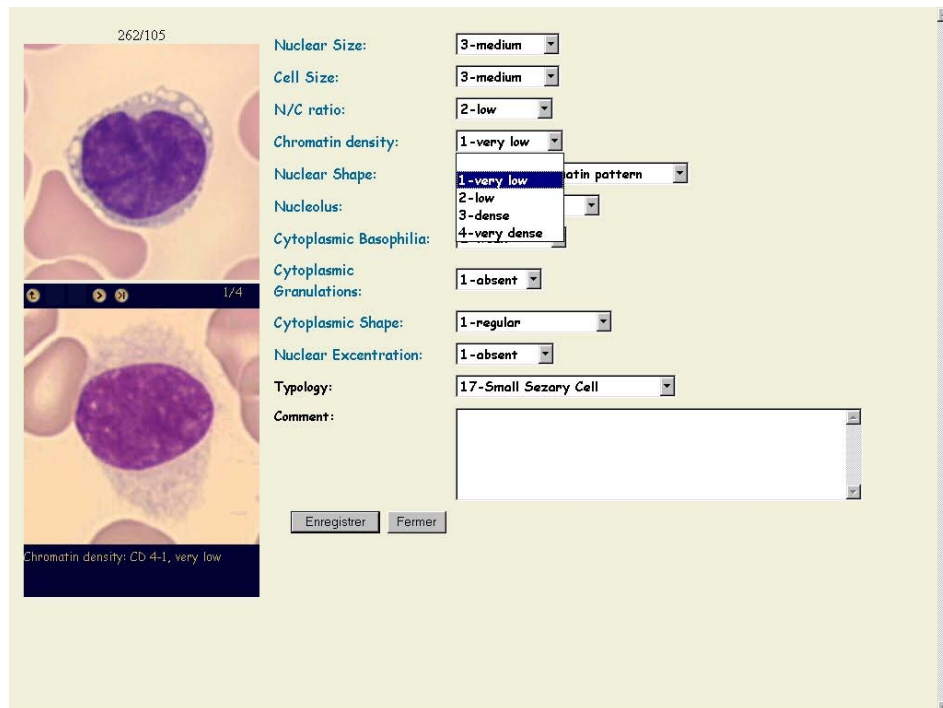 262/105
Nuclear Size: 3-medium
Cell Size: 3-medium
N/C ratio: 2-low
Chromatin density: 1-very low
1-very low
2-low
3-dense
4-very dense
Nuclear Shape: pattern
Nucleolus:
Cytoplasmic Basophilia:
Cytoplasmic
Granulations: 1-absent
1/4
Cytoplasmic Shape: 1-regular
Nuclear Excentration: 1-absent
Typology: 17-Small Sezary Cell
Comment:
Enregistrer Fermer
Chromatin density: CD 4-1, very low